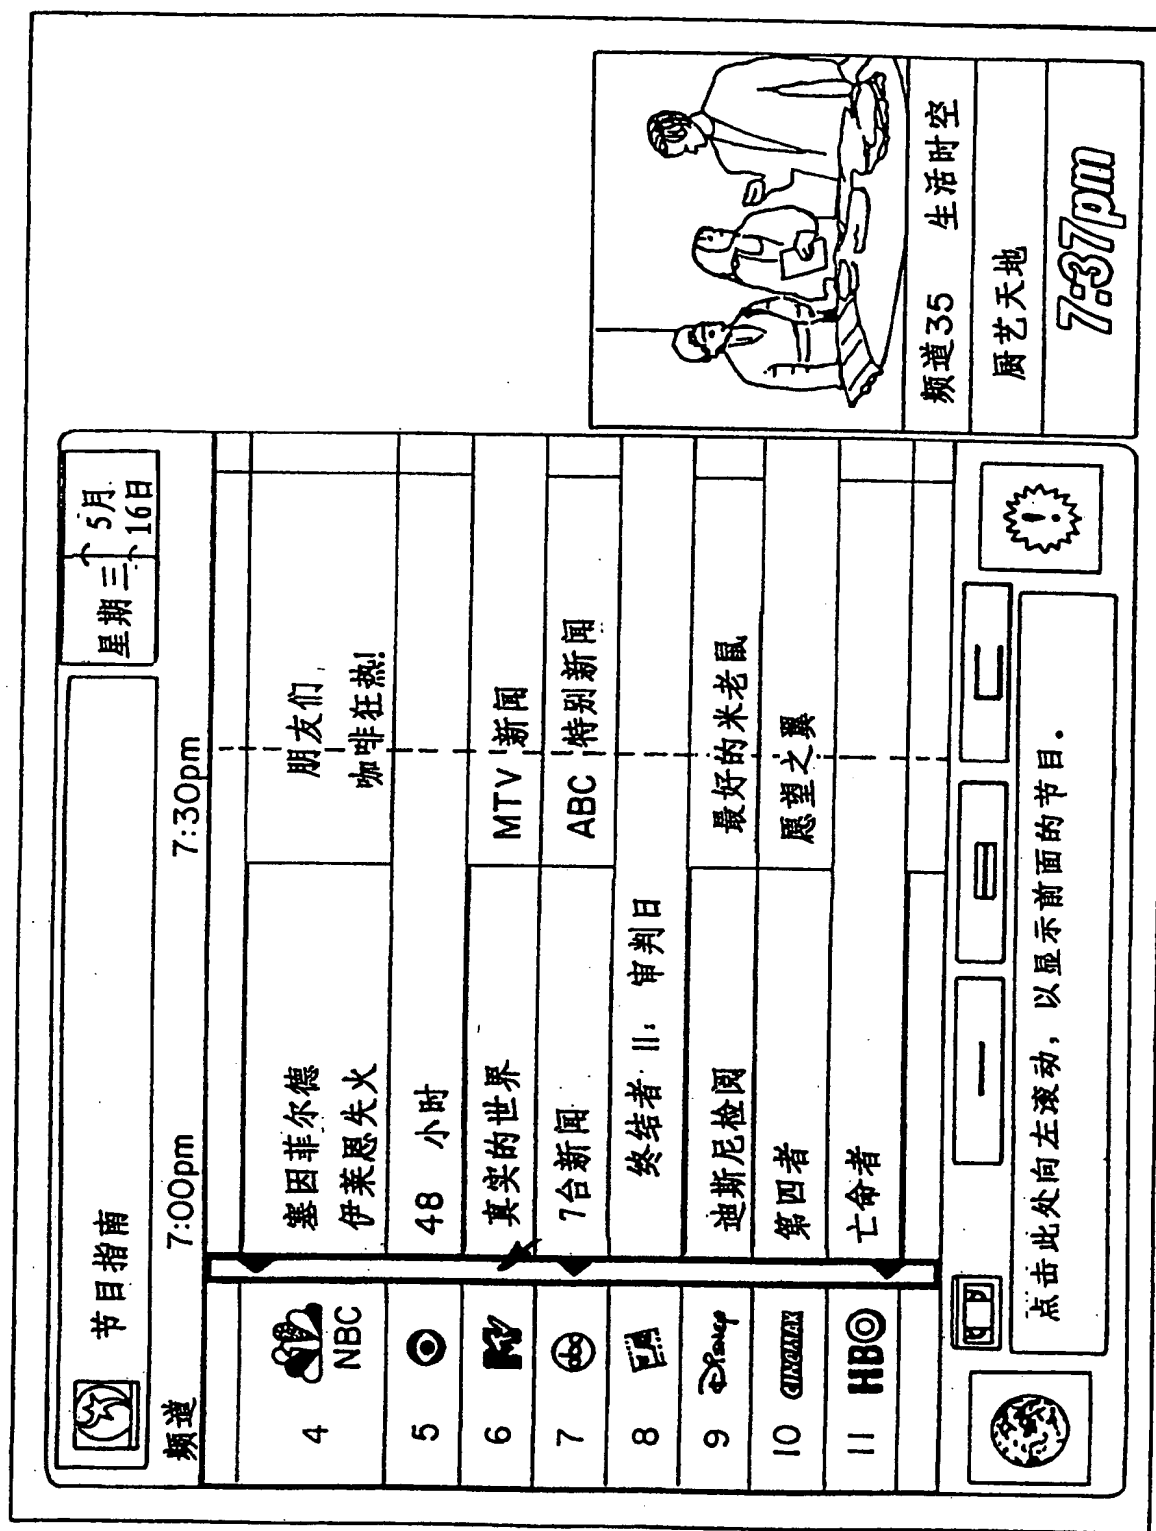 节目指南
星期三
5月
16日
频道
7:00pm
7:30pm
4
NBC
塞因菲尔德
伊莱恩失火
朋友们
咖啡狂热!
5
48 小时
6
MTV
真实的世界
MTV 新闻
7
abc
7台新闻
ABC 特别新闻
8
终结者 II: 审判日
9
Disney
迪斯尼检阅
最好的米老鼠
10
CINEMAX
第四者
愿望之翼
11
HBO
亡命者
点击此处向左滚动, 以显示前面的节目.
频道35 生活时空
厨艺天地
7:37pm